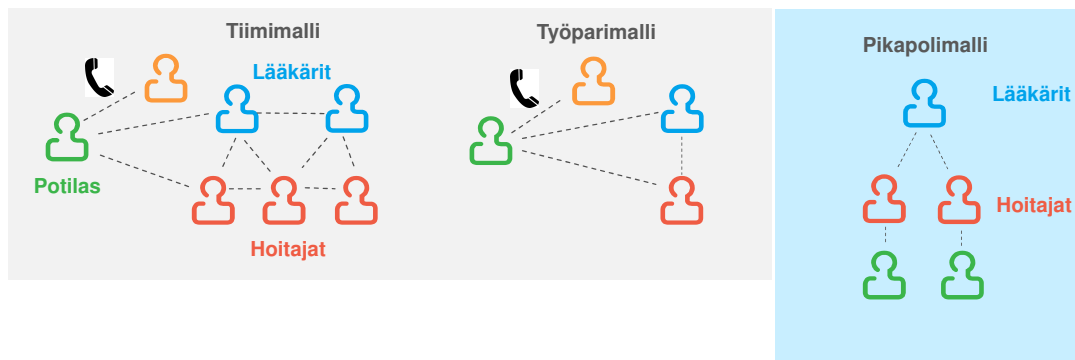 Tiimimalli
Lääkärit
Potilas
Hoitajat
Työparimalli
Pikapolimalli
Lääkärit
Hoitajat